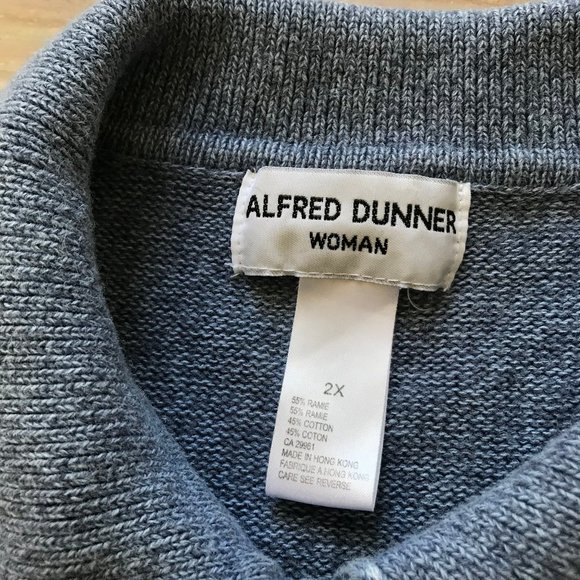 ALFRED DUNNER
WOMAN
2X
55% RAMIE
55% RAMIE
45% COTTON
45% COTON
CA 29981
MADE IN HONG KONG
FABRIQUE A HONG KONG
CARE SEE REVERSE